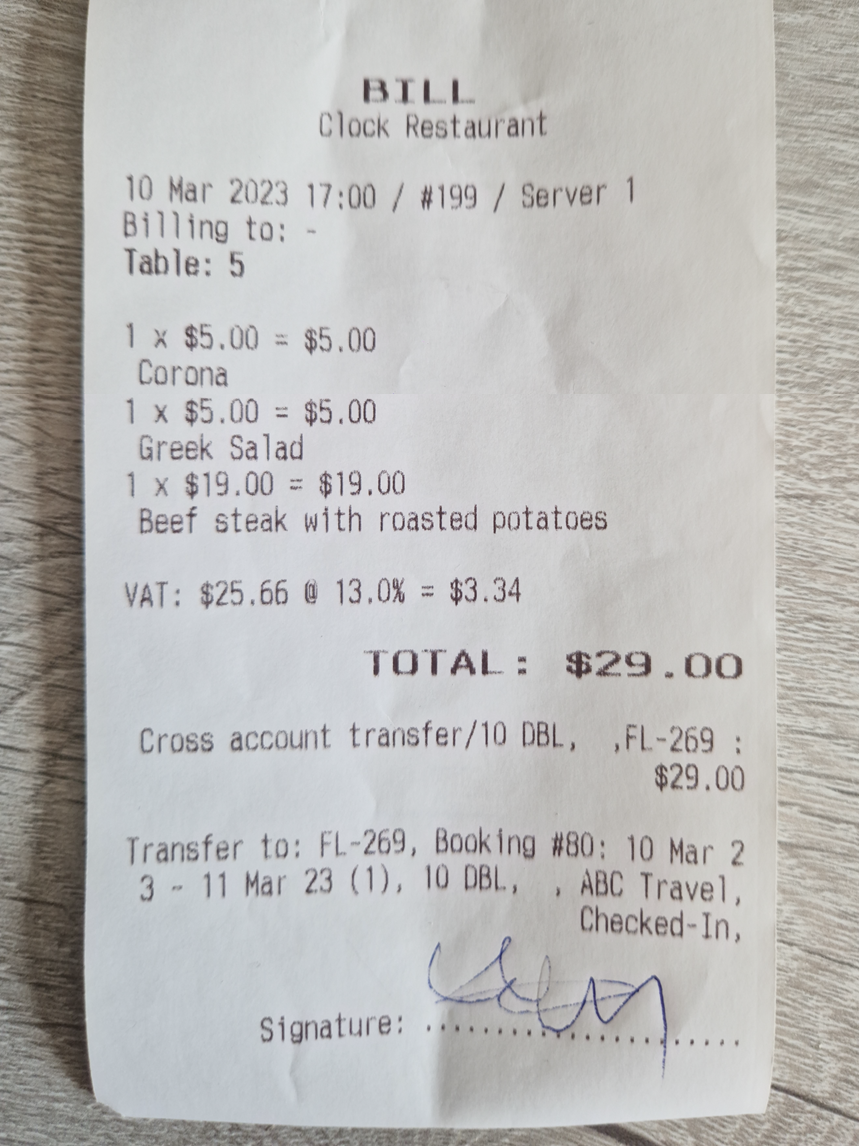 BILL
Clock Restaurant
10 Mar 2023 17:00 / #199 / Server 1
Billing to: -
Table: 5
1 x $5.00 = $5.00
Corona
1 x $5.00 = $5.00
Greek Salad
1 x $19.00 = $19.00
Beef steak with roasted potatoes
VAT: $25.66 @ 13.0% = $3.34
TOTAL: $29.00
Cross account transfer/10 DBL, ,FL-269 :
$29.00
Transfer to: FL-269, Booking #80: 10 Mar 2
3 - 11 Mar 23 (1), 10 DBL, , ABC Travel,
Checked-In,
Signature: ......................